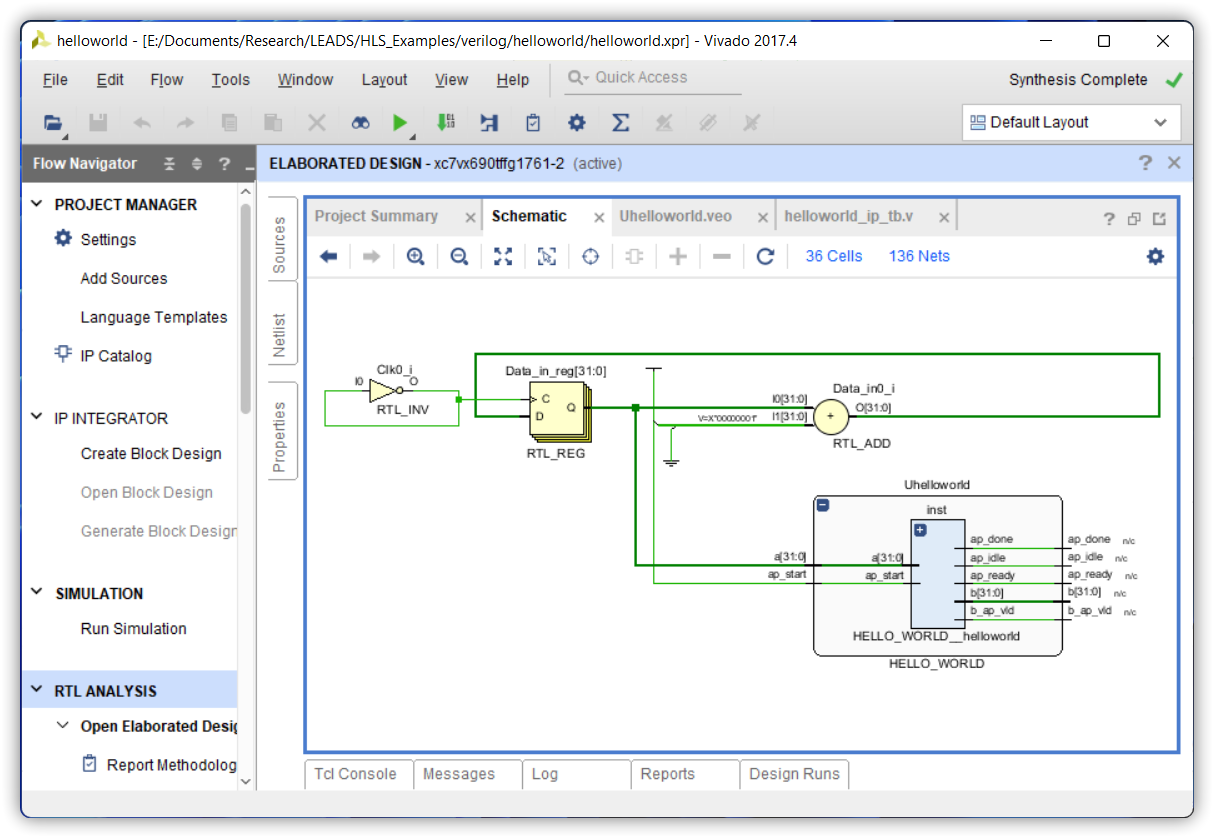 helloworld - [E:/Documents/Research/LEADS/HLS_Examples/verilog/helloworld/helloworld.xpr] - Vivado 2017.4
File Edit Flow Tools Window Layout View Help Quick Access Synthesis Complete
Default Layout
Flow Navigator
ELABORATED DESIGN - xc7vx690tffg1761-2 (active)
PROJECT MANAGER
Settings
Add Sources
Language Templates
IP Catalog
IP INTEGRATOR
Create Block Design
Open Block Design
Generate Block Design
SIMULATION
Run Simulation
RTL ANALYSIS
Open Elaborated Desig
Report Methodolog
Sources
Netlist
Properties
Project Summary Schematic Uhelloworld.veo helloworld_ip_tb.v
36 Cells 136 Nets
Clk0_i
I0 O
RTL_INV
Data_in_reg[31:0]
C
D
Q
RTL_REG
V=X"00000001"
Data_in0_i
I0[31:0]
I1[31:0]
+
O[31:0]
RTL_ADD
Uhelloworld
inst
a[31:0] a[31:0]
ap_start ap_start
ap_done ap_done n/c
ap_idle ap_idle n/c
ap_ready ap_ready n/c
b[31:0] b[31:0] n/c
b_ap_vld b_ap_vld n/c
HELLO_WORLD__helloworld
HELLO_WORLD
Tcl Console Messages Log Reports Design Runs